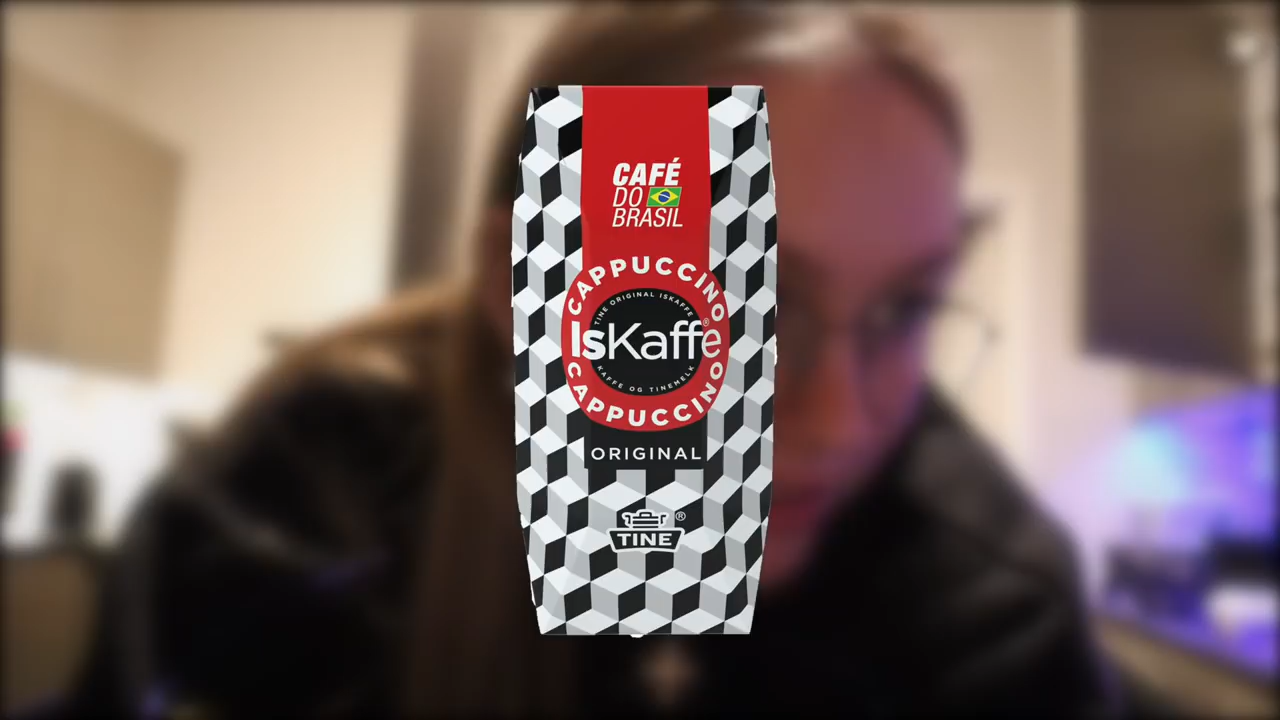 CAFÉ
DO
BRASIL
CAPPUCCINO
TINE ORIGINAL ISKAFFE
IsKaffe®
KAFFE OG TINEMELK
CAPPUCCINO
ORIGINAL
TINE®